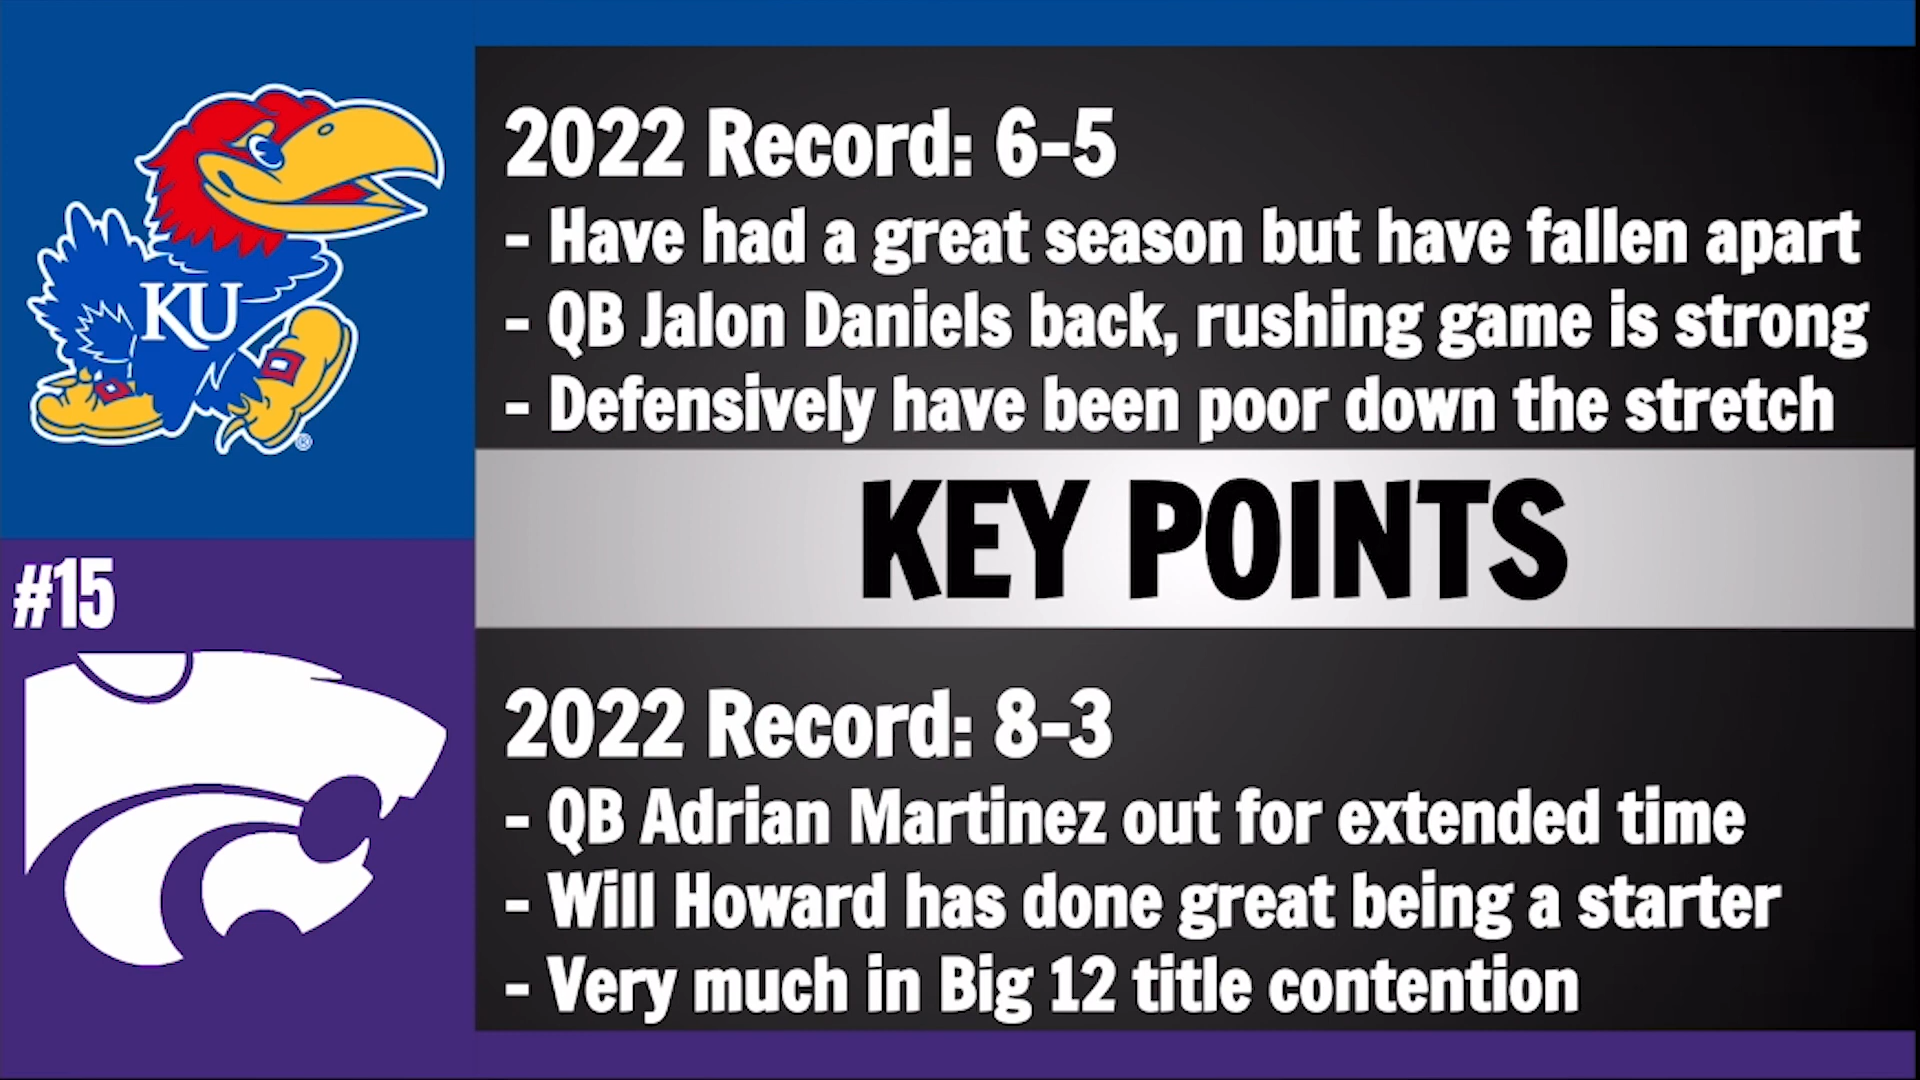 KU
®
2022 Record: 6-5
- Have had a great season but have fallen apart
- QB Jalon Daniels back, rushing game is strong
- Defensively have been poor down the stretch
KEY POINTS
#15
2022 Record: 8-3
- QB Adrian Martinez out for extended time
- Will Howard has done great being a starter
- Very much in Big 12 title contention